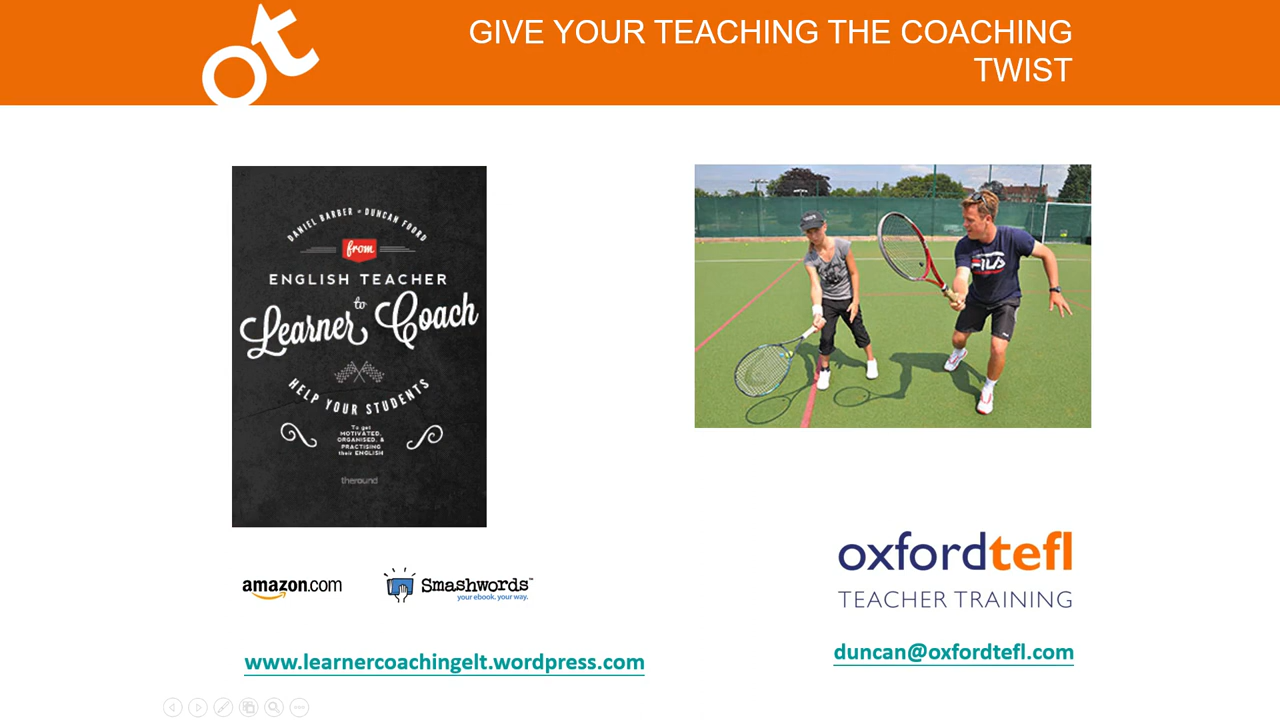 ot
GIVE YOUR TEACHING THE COACHING
TWIST
DANIEL BARBER & DUNCAN FOORD
from
ENGLISH TEACHER
to
Learner Coach
HELP YOUR STUDENTS
To get
MOTIVATED,
ORGANISED, &
PRACTISING
their ENGLISH
theround
FILA
amazon.com
Smashwords™
your ebook. your way.
www.learnercoachingelt.wordpress.com
oxfordtefl
TEACHER TRAINING
duncan@oxfordtefl.com